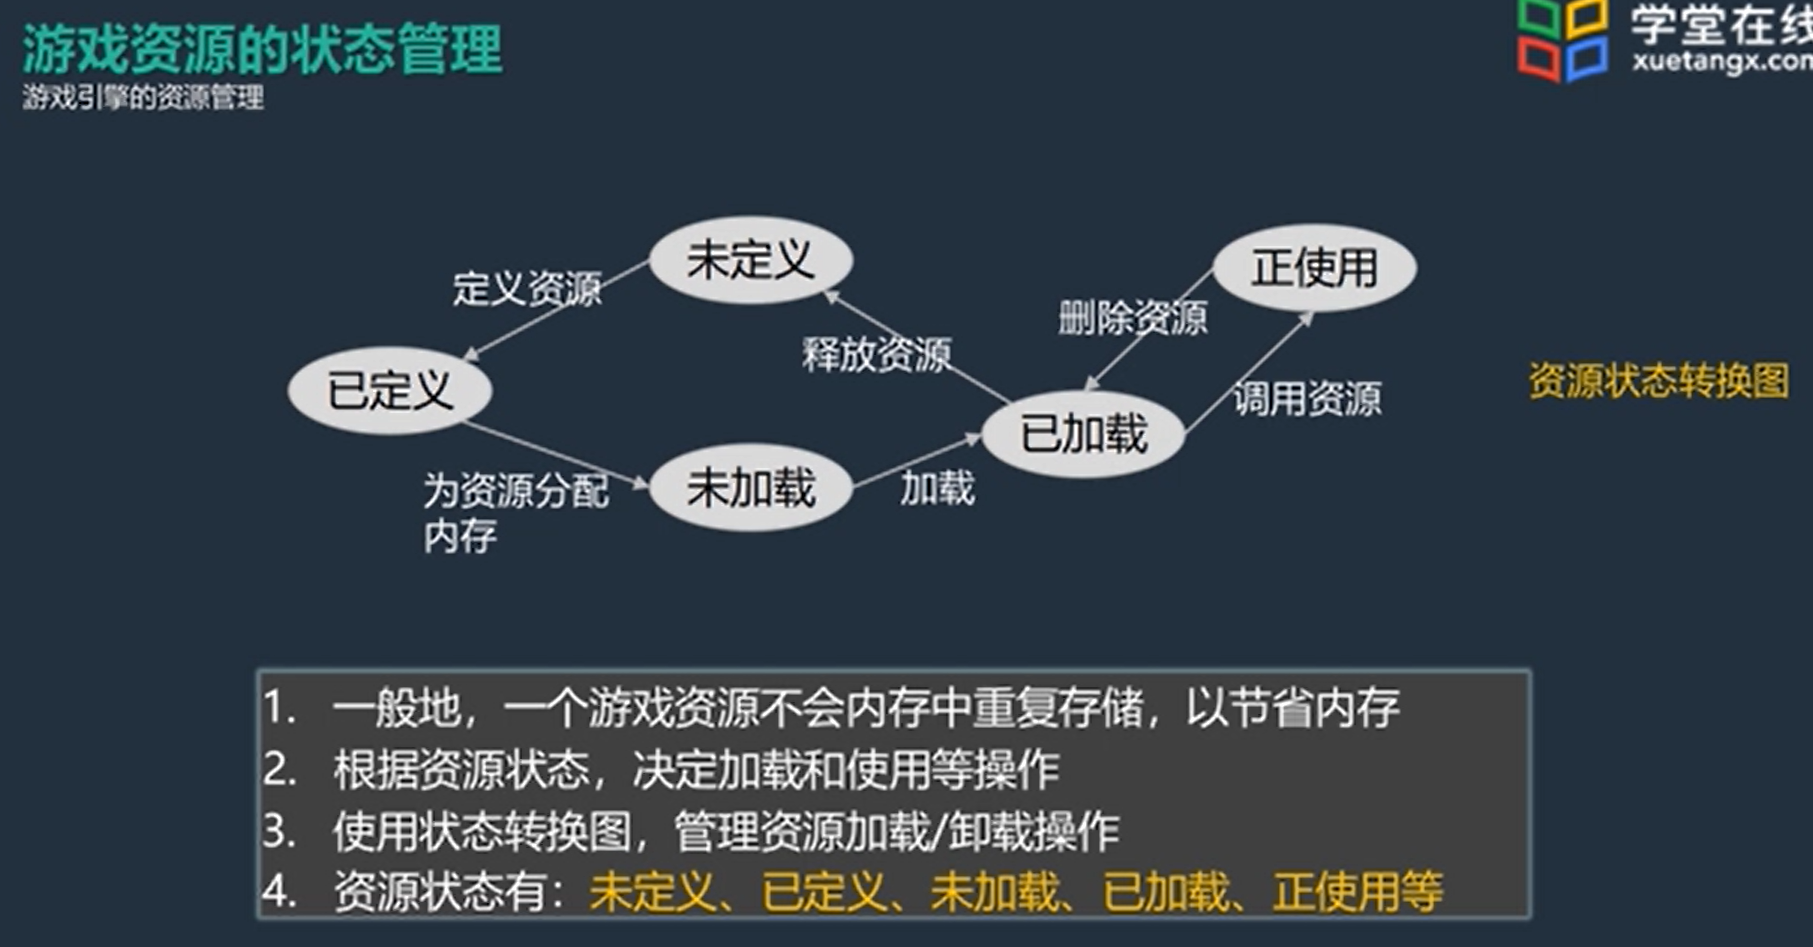 游戏资源的状态管理
游戏引擎的资源管理
学堂在线
xuetangx.com
未定义
正使用
定义资源
删除资源
释放资源
已定义
资源状态转换图
调用资源
已加载
为资源分配
内存
未加载
加载
1. 一般地，一个游戏资源不会内存中重复存储，以节省内存
2. 根据资源状态，决定加载和使用等操作
3. 使用状态转换图，管理资源加载/卸载操作
4. 资源状态有：未定义、已定义、未加载、已加载、正使用等